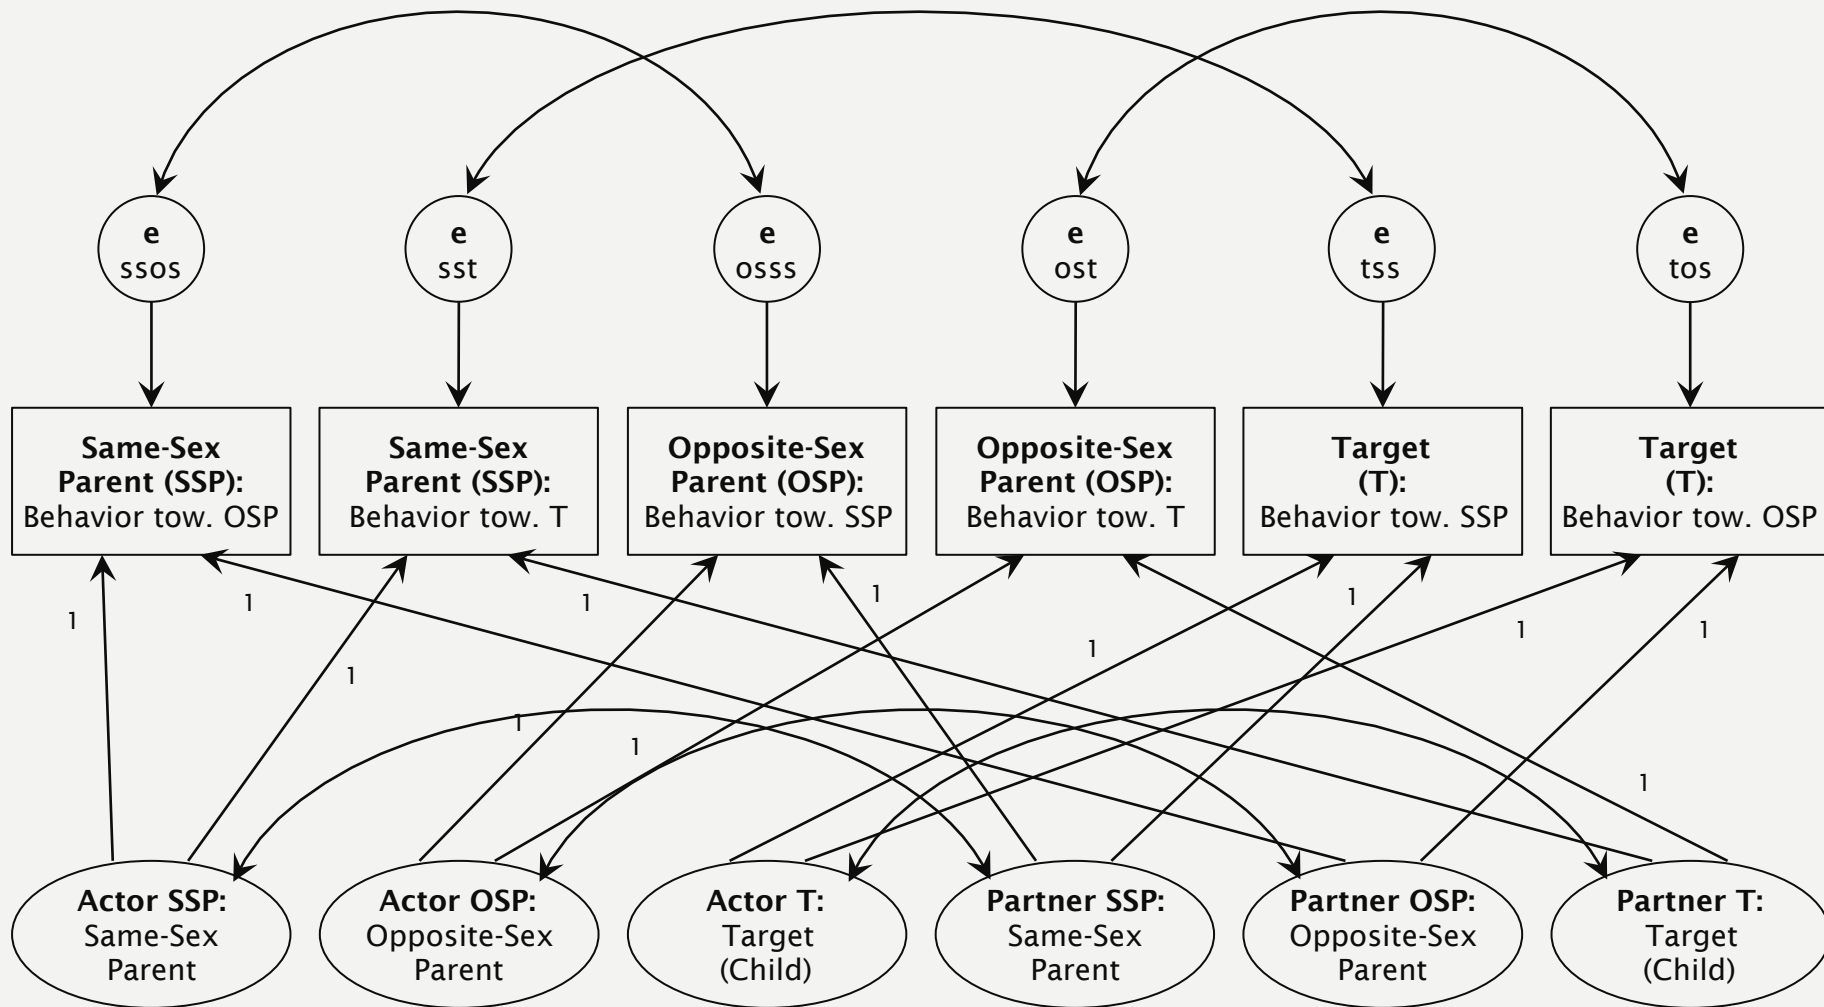 e
ssos
e
sst
e
osss
e
ost
e
tss
e
tos
Same-Sex
Parent (SSP):
Behavior tow. OSP
Same-Sex
Parent (SSP):
Behavior tow. T
Opposite-Sex
Parent (OSP):
Behavior tow. SSP
Opposite-Sex
Parent (OSP):
Behavior tow. T
Target
(T):
Behavior tow. SSP
Target
(T):
Behavior tow. OSP
1
1
1
1
1
1
1
1
1
1
1
1
Actor SSP:
Same-Sex
Parent
Actor OSP:
Opposite-Sex
Parent
Actor T:
Target
(Child)
Partner SSP:
Same-Sex
Parent
Partner OSP:
Opposite-Sex
Parent
Partner T:
Target
(Child)